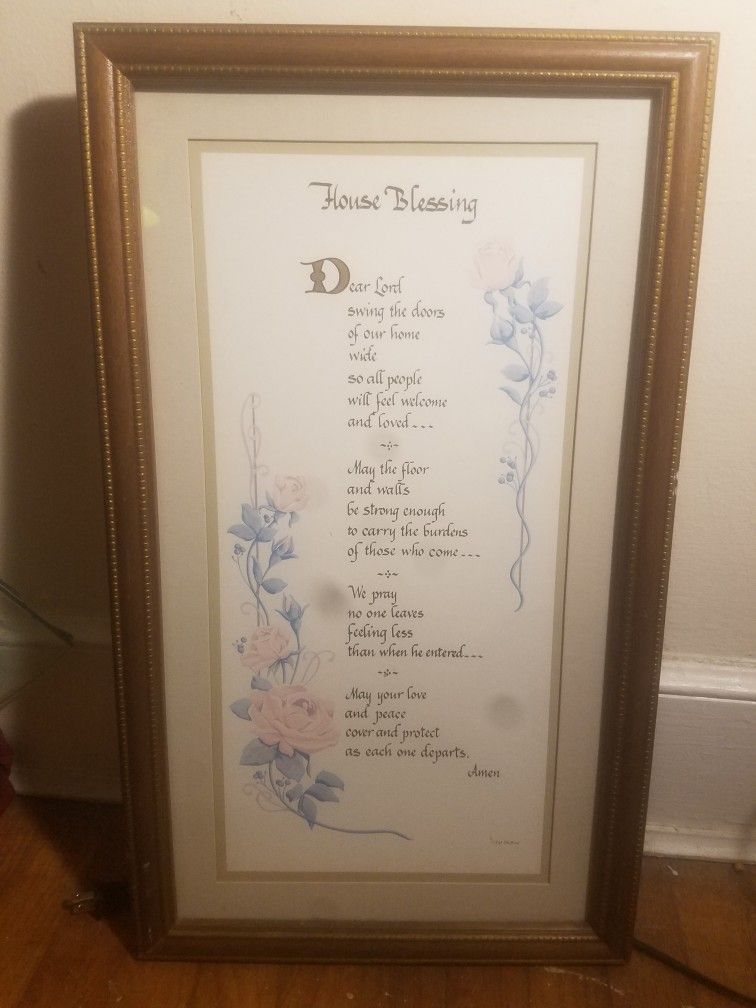 House Blessing
Dear Lord
swing the doors
of our home
wide
so all people
will feel welcome
and loved---
May the floor
and walls
be strong enough
to carry the burdens
of those who come---
We pray
no one leaves
feeling less
than when he entered---
May your love
and peace
cover and protect
as each one departs.
Amen